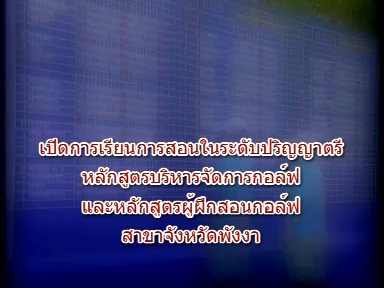 เปิดการเรียนการสอนในระดับปริญญาตรี
หลักสูตรบริหารจัดการกอล์ฟ
และหลักสูตรผู้ฝึกสอนกอล์ฟ
สาขาจังหวัดพังงา